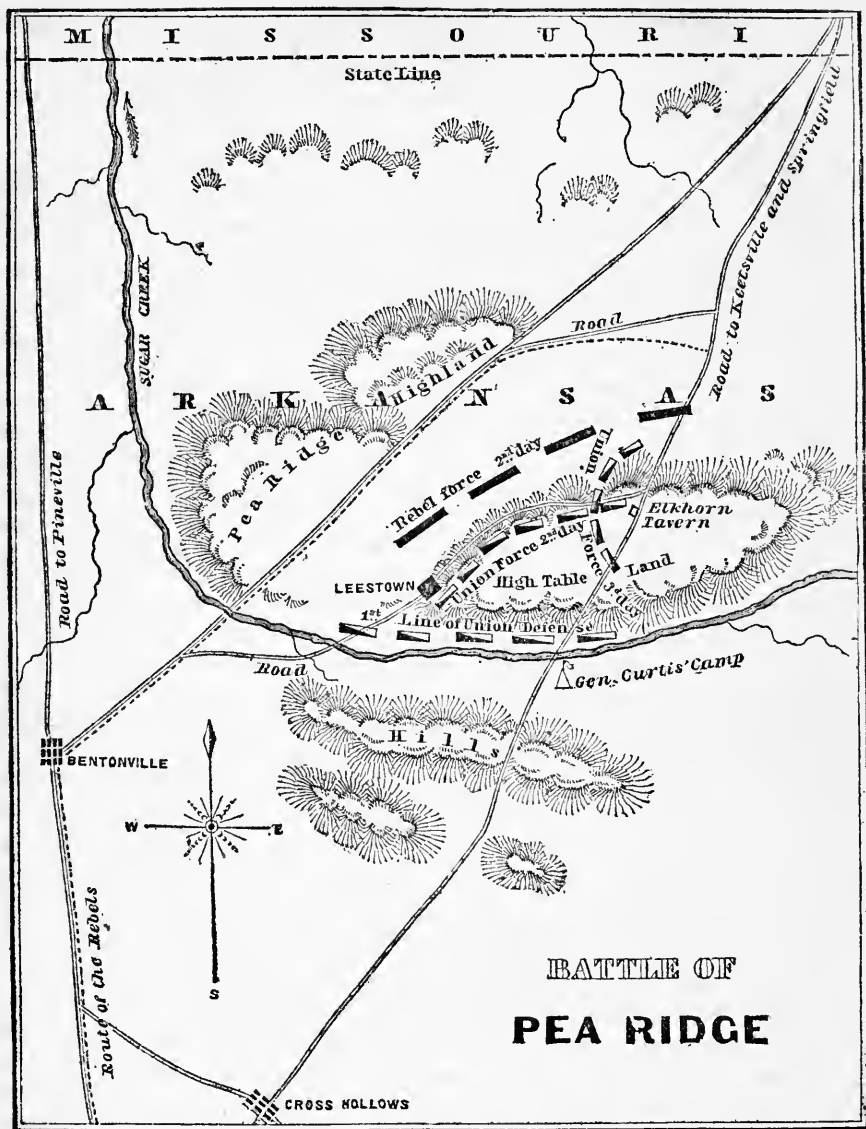 MISSOURI
State Line
SUGAR CREEK
Road to Pineville
Road to Keetsville and Springfield
Road
Highland
ARKANSAS
Pea Ridge
Rebel force 2nd day
Union Force 3d day
Elkhorn
Tavern
Union Force 2nd day
LEESTOWN
High Table Land
1st Line of Union Defense
Road
Gen. Curtis' Camp
Hills
BENTONVILLE
W E
S
Route of the Rebels
BATTLE OF
PEA RIDGE
CROSS HOLLOWS